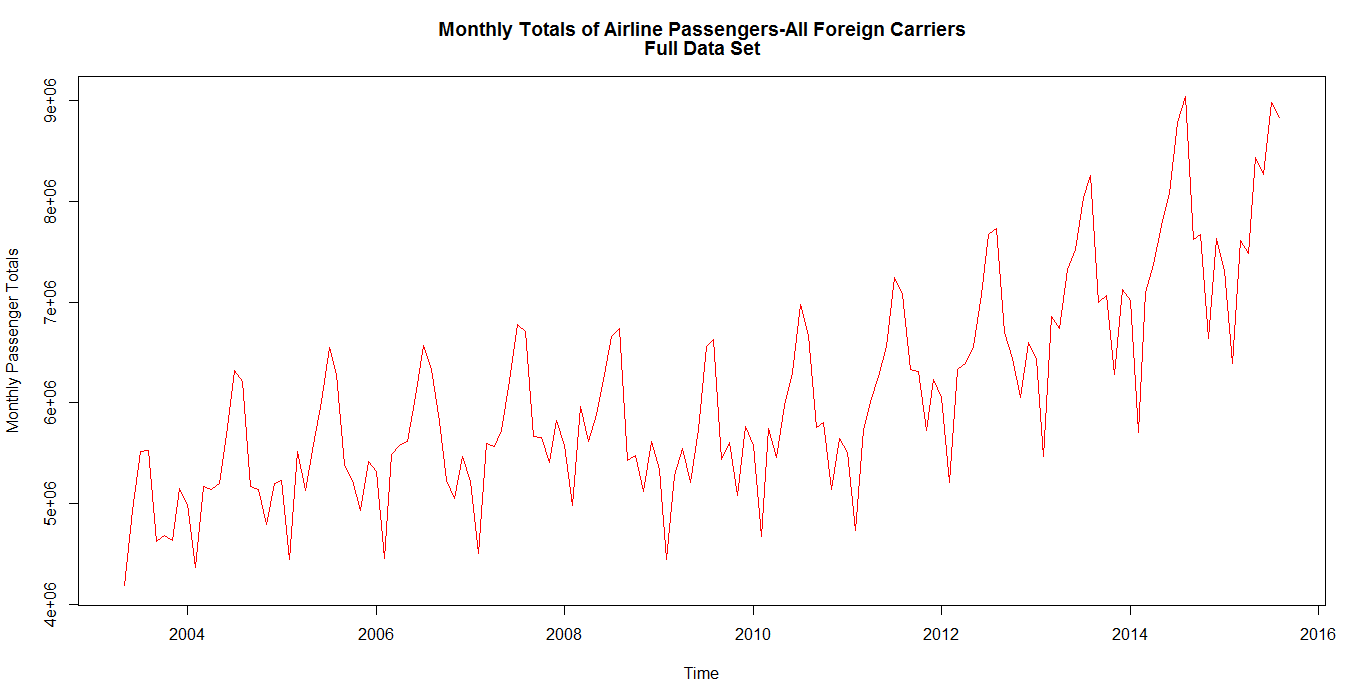 Monthly Totals of Airline Passengers-All Foreign Carriers
Full Data Set
Monthly Passenger Totals
9e+06
8e+06
7e+06
6e+06
5e+06
4e+06
2004
2006
2008
2010
2012
2014
2016
Time